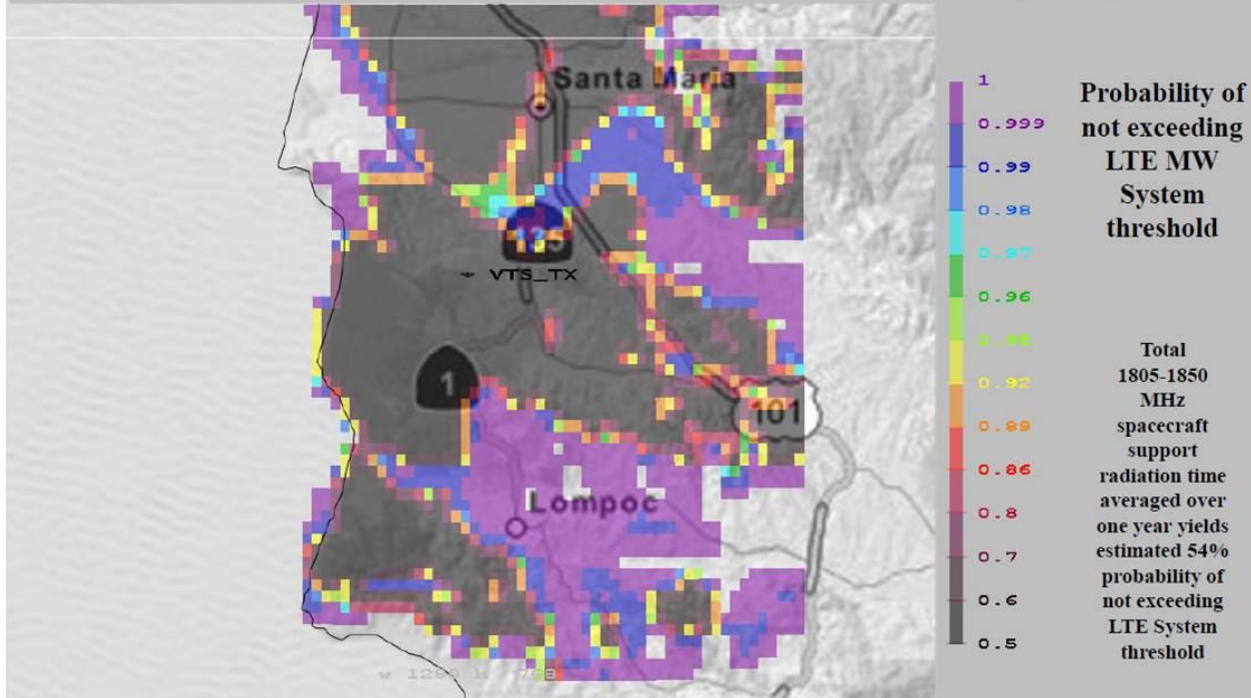 Santa Maria
135
VTS_TX
1
101
Lompoc
1
0.999
0.99
0.98
0.97
0.96
0.95
0.92
0.89
0.86
0.8
0.7
0.6
0.5
Probability of
not exceeding
LTE MW
System
threshold
Total
1805-1850
MHz
spacecraft
support
radiation time
averaged over
one year yields
estimated 54%
probability of
not exceeding
LTE System
threshold